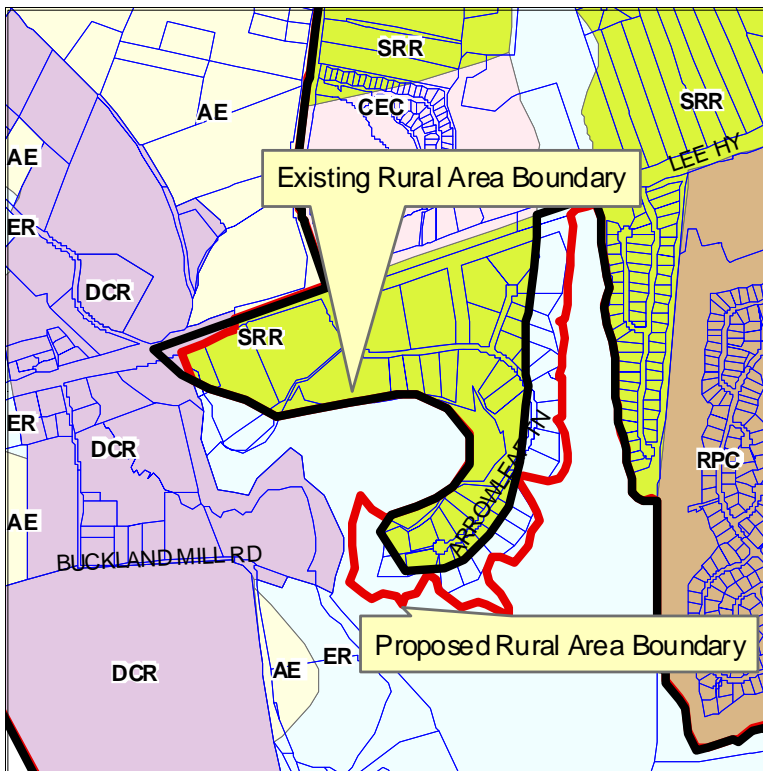 SRR
SRR
AE
CEC
LEE HY
AE
Existing Rural Area Boundary
ER
DCR
SRR
ER
DCR
ARROWLEAF TN
RPC
AE
BUCKLAND MILL RD
Proposed Rural Area Boundary
ER
DCR
AE